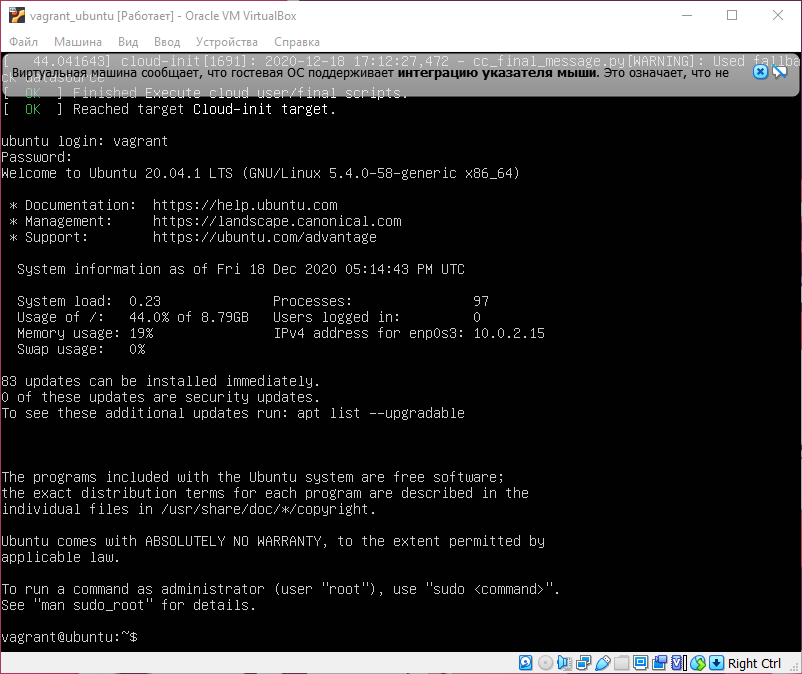 vagrant_ubuntu [Работает] - Oracle VM VirtualBox
Файл Машина Вид Ввод Устройства Справка
[   44.041643] cloud-init[1691]: 2020-12-18 17:12:27,472 - cc_final_message.py[WARNING]: Used fallba
ck datasource
Виртуальная машина сообщает, что гостевая ОС поддерживает интеграцию указателя мыши. Это означает, что не
[  OK  ] Finished Execute cloud user/final scripts.
[  OK  ] Reached target Cloud-init target.
ubuntu login: vagrant
Password:
Welcome to Ubuntu 20.04.1 LTS (GNU/Linux 5.4.0-58-generic x86_64)
* Documentation:  https://help.ubuntu.com
* Management:     https://landscape.canonical.com
* Support:        https://ubuntu.com/advantage
System information as of Fri 18 Dec 2020 05:14:43 PM UTC
System load:  0.23              Processes:               97
Usage of /:   44.0% of 8.79GB   Users logged in:         0
Memory usage: 19%               IPv4 address for enp0s3: 10.0.2.15
Swap usage:   0%
83 updates can be installed immediately.
0 of these updates are security updates.
To see these additional updates run: apt list --upgradable
The programs included with the Ubuntu system are free software;
the exact distribution terms for each program are described in the
individual files in /usr/share/doc/*/copyright.
Ubuntu comes with ABSOLUTELY NO WARRANTY, to the extent permitted by
applicable law.
To run a command as administrator (user "root"), use "sudo <command>".
See "man sudo_root" for details.
vagrant@ubuntu:~$
Right Ctrl